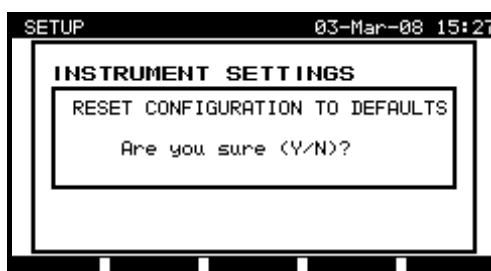 SETUP 03-Mar-08 15:27
INSTRUMENT SETTINGS
RESET CONFIGURATION TO DEFAULTS
Are you sure (Y/N)?